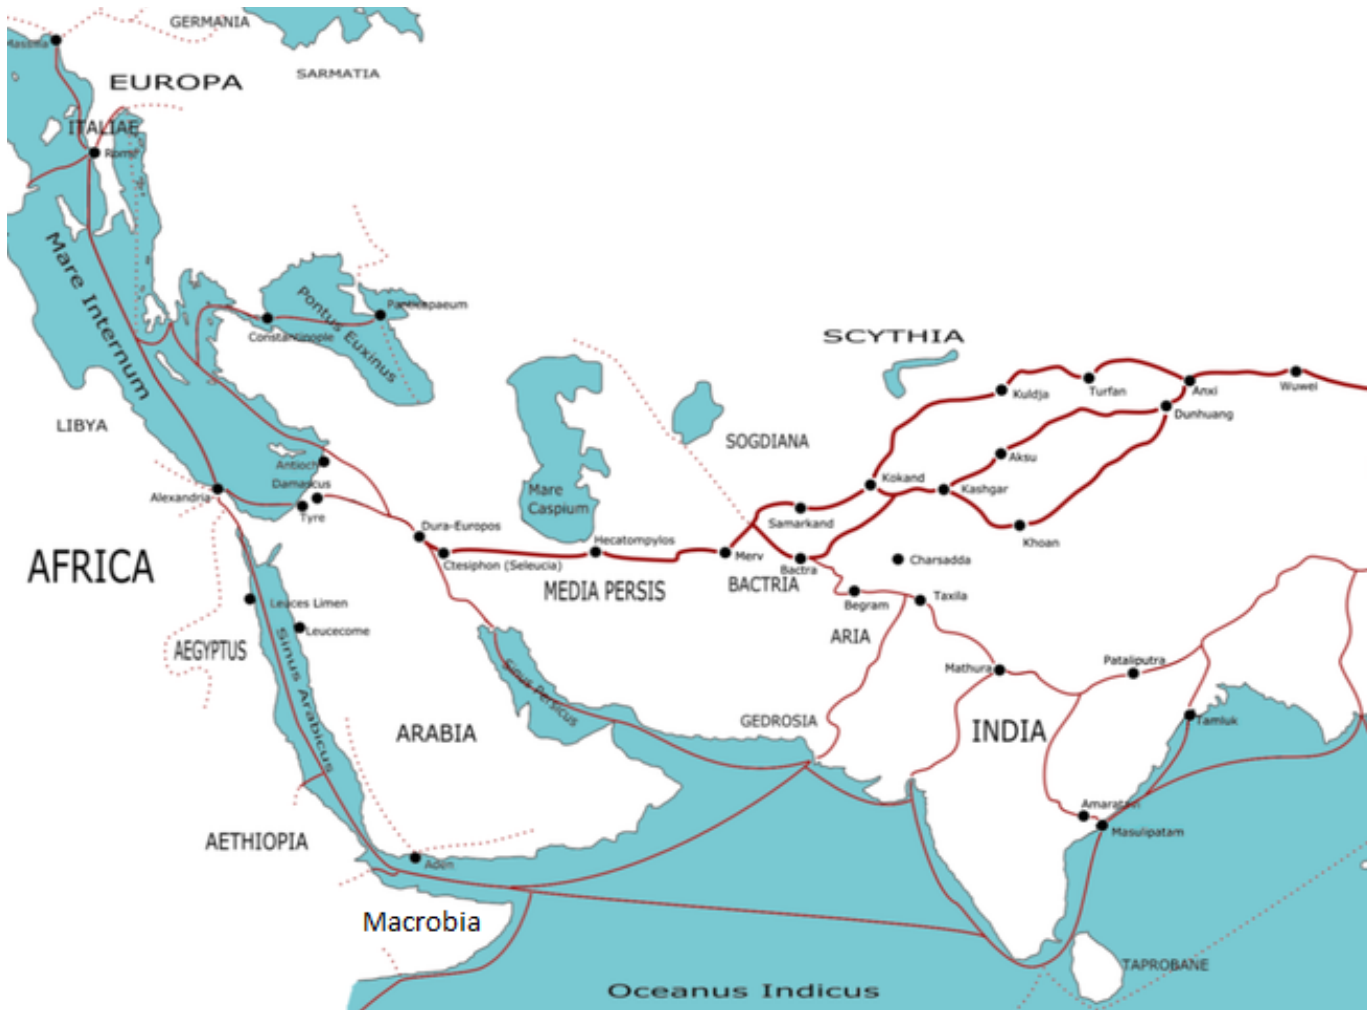 GERMANIA
Massilia
SARMATIA
EUROPA
ITALIAE
Rome
Mare Internum
Panticapaeum
Pontus Euxinus
Constantinople
SCYTHIA
Kuldja
Turfan
Anxi
Wuwei
Dunhuang
LIBYA
SOGDIANA
Antioch
Aksu
Damascus
Alexandria
Mare
Caspium
Kokand
Kashgar
Tyre
Samarkand
Dura-Europos
Khoan
Hecatompylos
Merv
Ctesiphon (Seleucia)
Bactra
Charsadda
AFRICA
MEDIA PERSIS
BACTRIA
Leuces Limen
Begram
Taxila
Leucecome
ARIA
AEGYPTUS
Sinus Arabicus
Sinus Persicus
Mathura
Pataliputra
GEDROSIA
Tamluk
ARABIA
INDIA
Masulipatam
AETHIOPIA
Aden
Macrobia
TAPROBANE
Oceanus Indicus